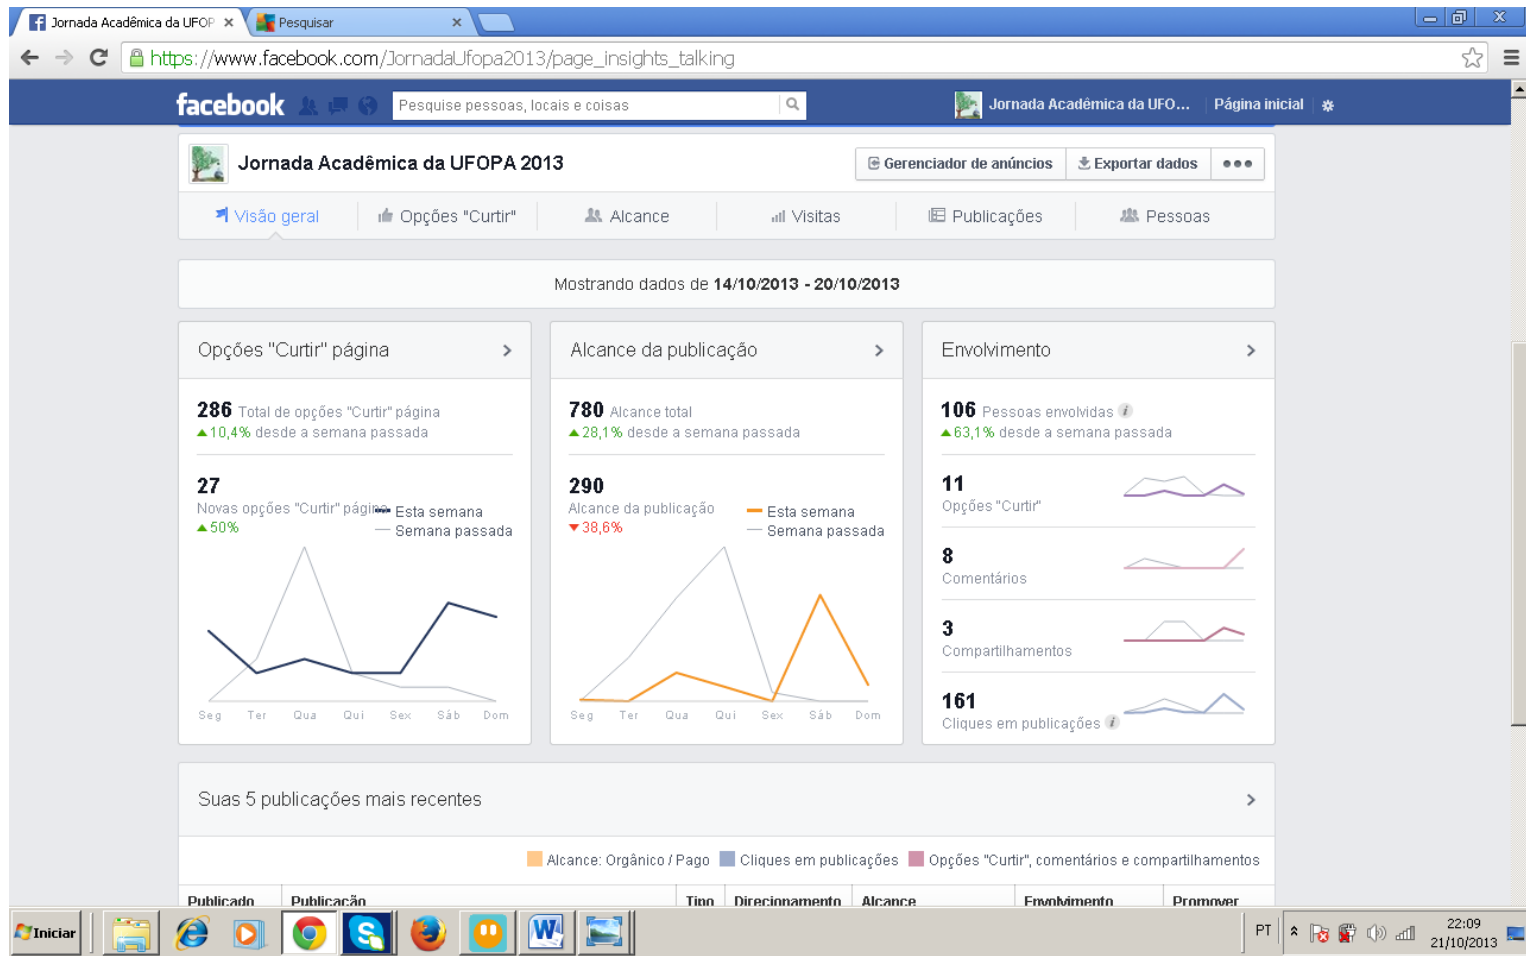 Jornada Acadêmica da UFOP
Pesquisar
https://www.facebook.com/JornadaUfopa2013/page_insights_talking
facebook
Pesquise pessoas, locais e coisas
Jornada Acadêmica da UFO...
Página inicial
Jornada Acadêmica da UFOPA 2013
Gerenciador de anúncios
Exportar dados
Visão geral
Opções "Curtir"
Alcance
Visitas
Publicações
Pessoas
Mostrando dados de 14/10/2013 - 20/10/2013
Opções "Curtir" página
286 Total de opções "Curtir" página
10,4% desde a semana passada
27
Novas opções "Curtir" página
50%
Esta semana
Semana passada
Seg Ter Qua Qui Sex Sáb Dom
Alcance da publicação
780 Alcance total
28,1% desde a semana passada
290
Alcance da publicação
38,6%
Esta semana
Semana passada
Seg Ter Qua Qui Sex Sáb Dom
Envolvimento
106 Pessoas envolvidas i
63,1% desde a semana passada
11
Opções "Curtir"
8
Comentários
3
Compartilhamentos
161
Cliques em publicações i
Suas 5 publicações mais recentes
Alcance: Orgânico / Pago
Cliques em publicações
Opções "Curtir", comentários e compartilhamentos
Publicado Publicação Tipo Direcionamento Alcance Envolvimento Promover
Iniciar
PT
22:09
21/10/2013